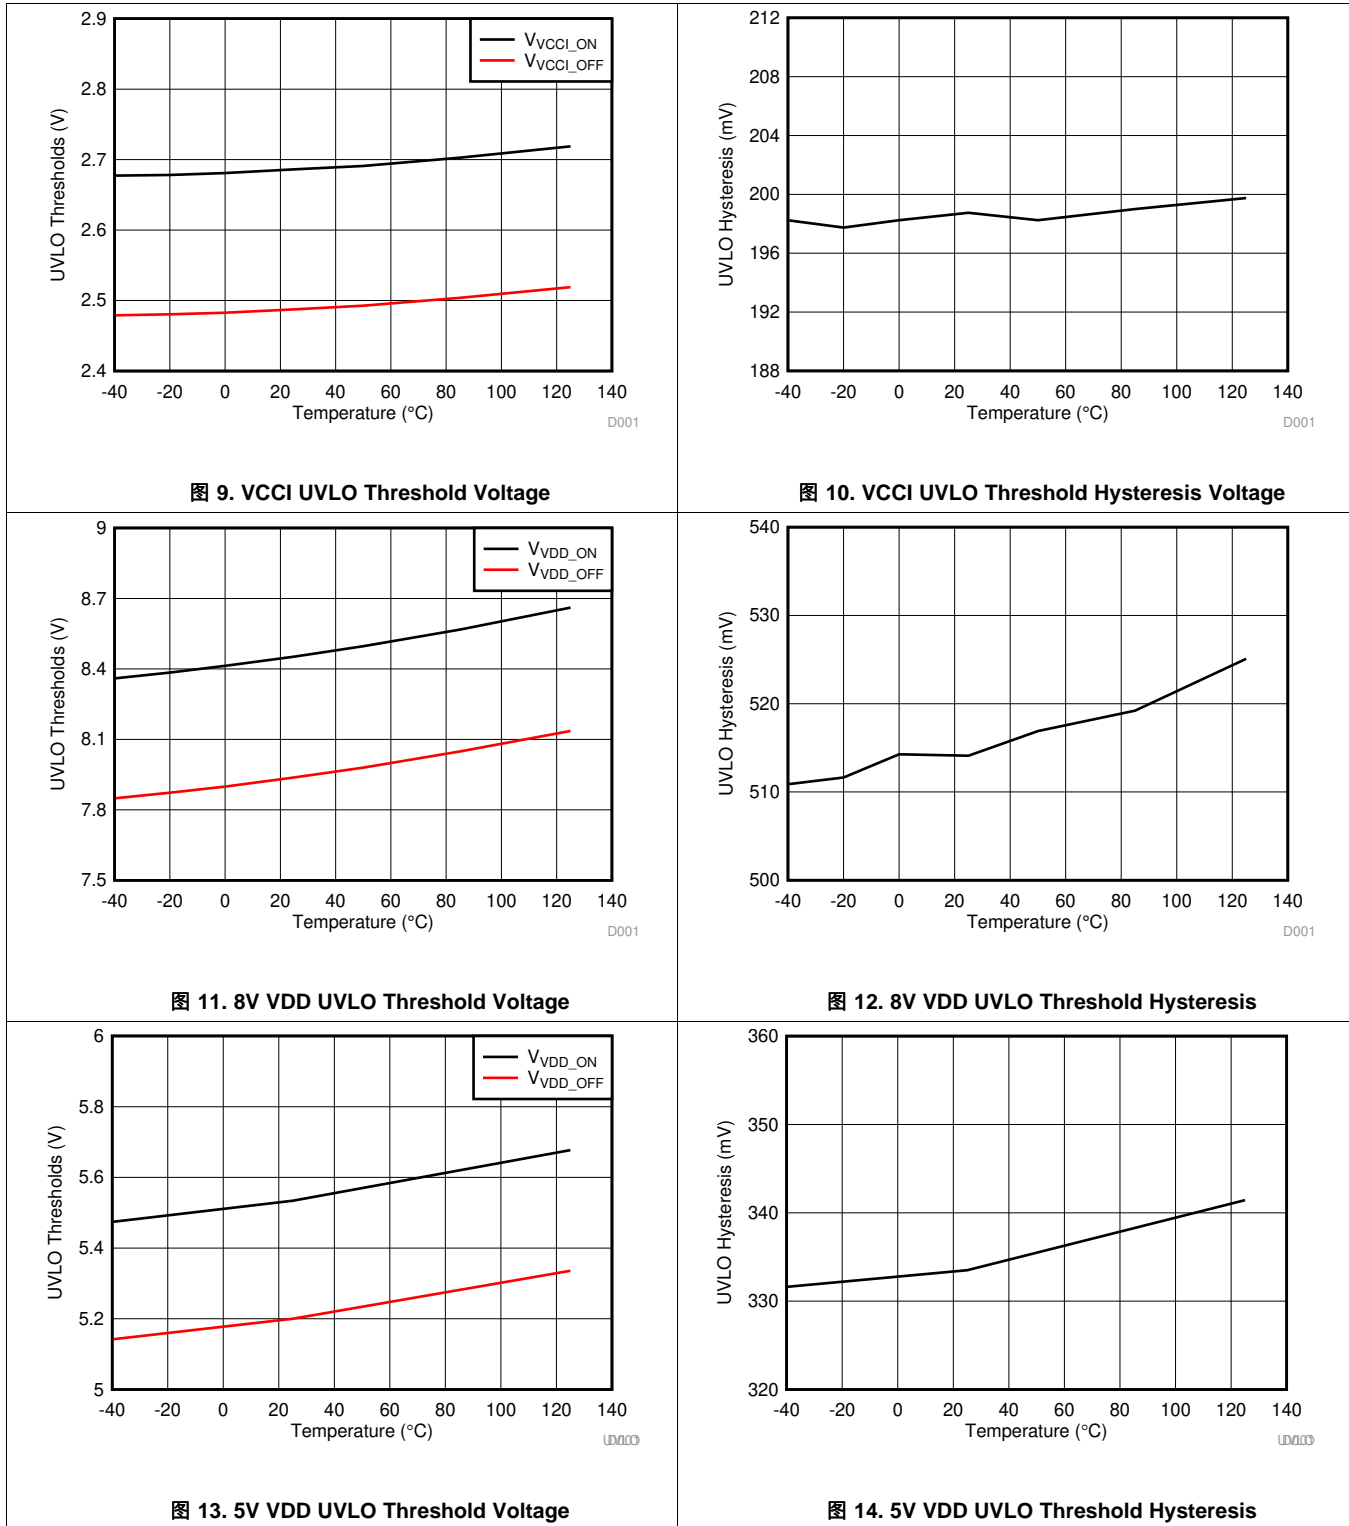 2.9
2.8
2.7
2.6
2.5
2.4
UVLO Thresholds (V)
V_VCCI_ON
V_VCCI_OFF
-40 -20 0 20 40 60 80 100 120 140
Temperature (°C)
D001
图 9. VCCI UVLO Threshold Voltage
212
208
204
200
196
192
188
UVLO Hysteresis (mV)
-40 -20 0 20 40 60 80 100 120 140
Temperature (°C)
D001
图 10. VCCI UVLO Threshold Hysteresis Voltage
9
8.7
8.4
8.1
7.8
7.5
UVLO Thresholds (V)
V_VDD_ON
V_VDD_OFF
-40 -20 0 20 40 60 80 100 120 140
Temperature (°C)
D001
图 11. 8V VDD UVLO Threshold Voltage
540
530
520
510
500
UVLO Hysteresis (mV)
-40 -20 0 20 40 60 80 100 120 140
Temperature (°C)
D001
图 12. 8V VDD UVLO Threshold Hysteresis
6
5.8
5.6
5.4
5.2
5
UVLO Thresholds (V)
V_VDD_ON
V_VDD_OFF
-40 -20 0 20 40 60 80 100 120 140
Temperature (°C)
图 13. 5V VDD UVLO Threshold Voltage
360
350
340
330
320
UVLO Hysteresis (mV)
-40 -20 0 20 40 60 80 100 120 140
Temperature (°C)
图 14. 5V VDD UVLO Threshold Hysteresis